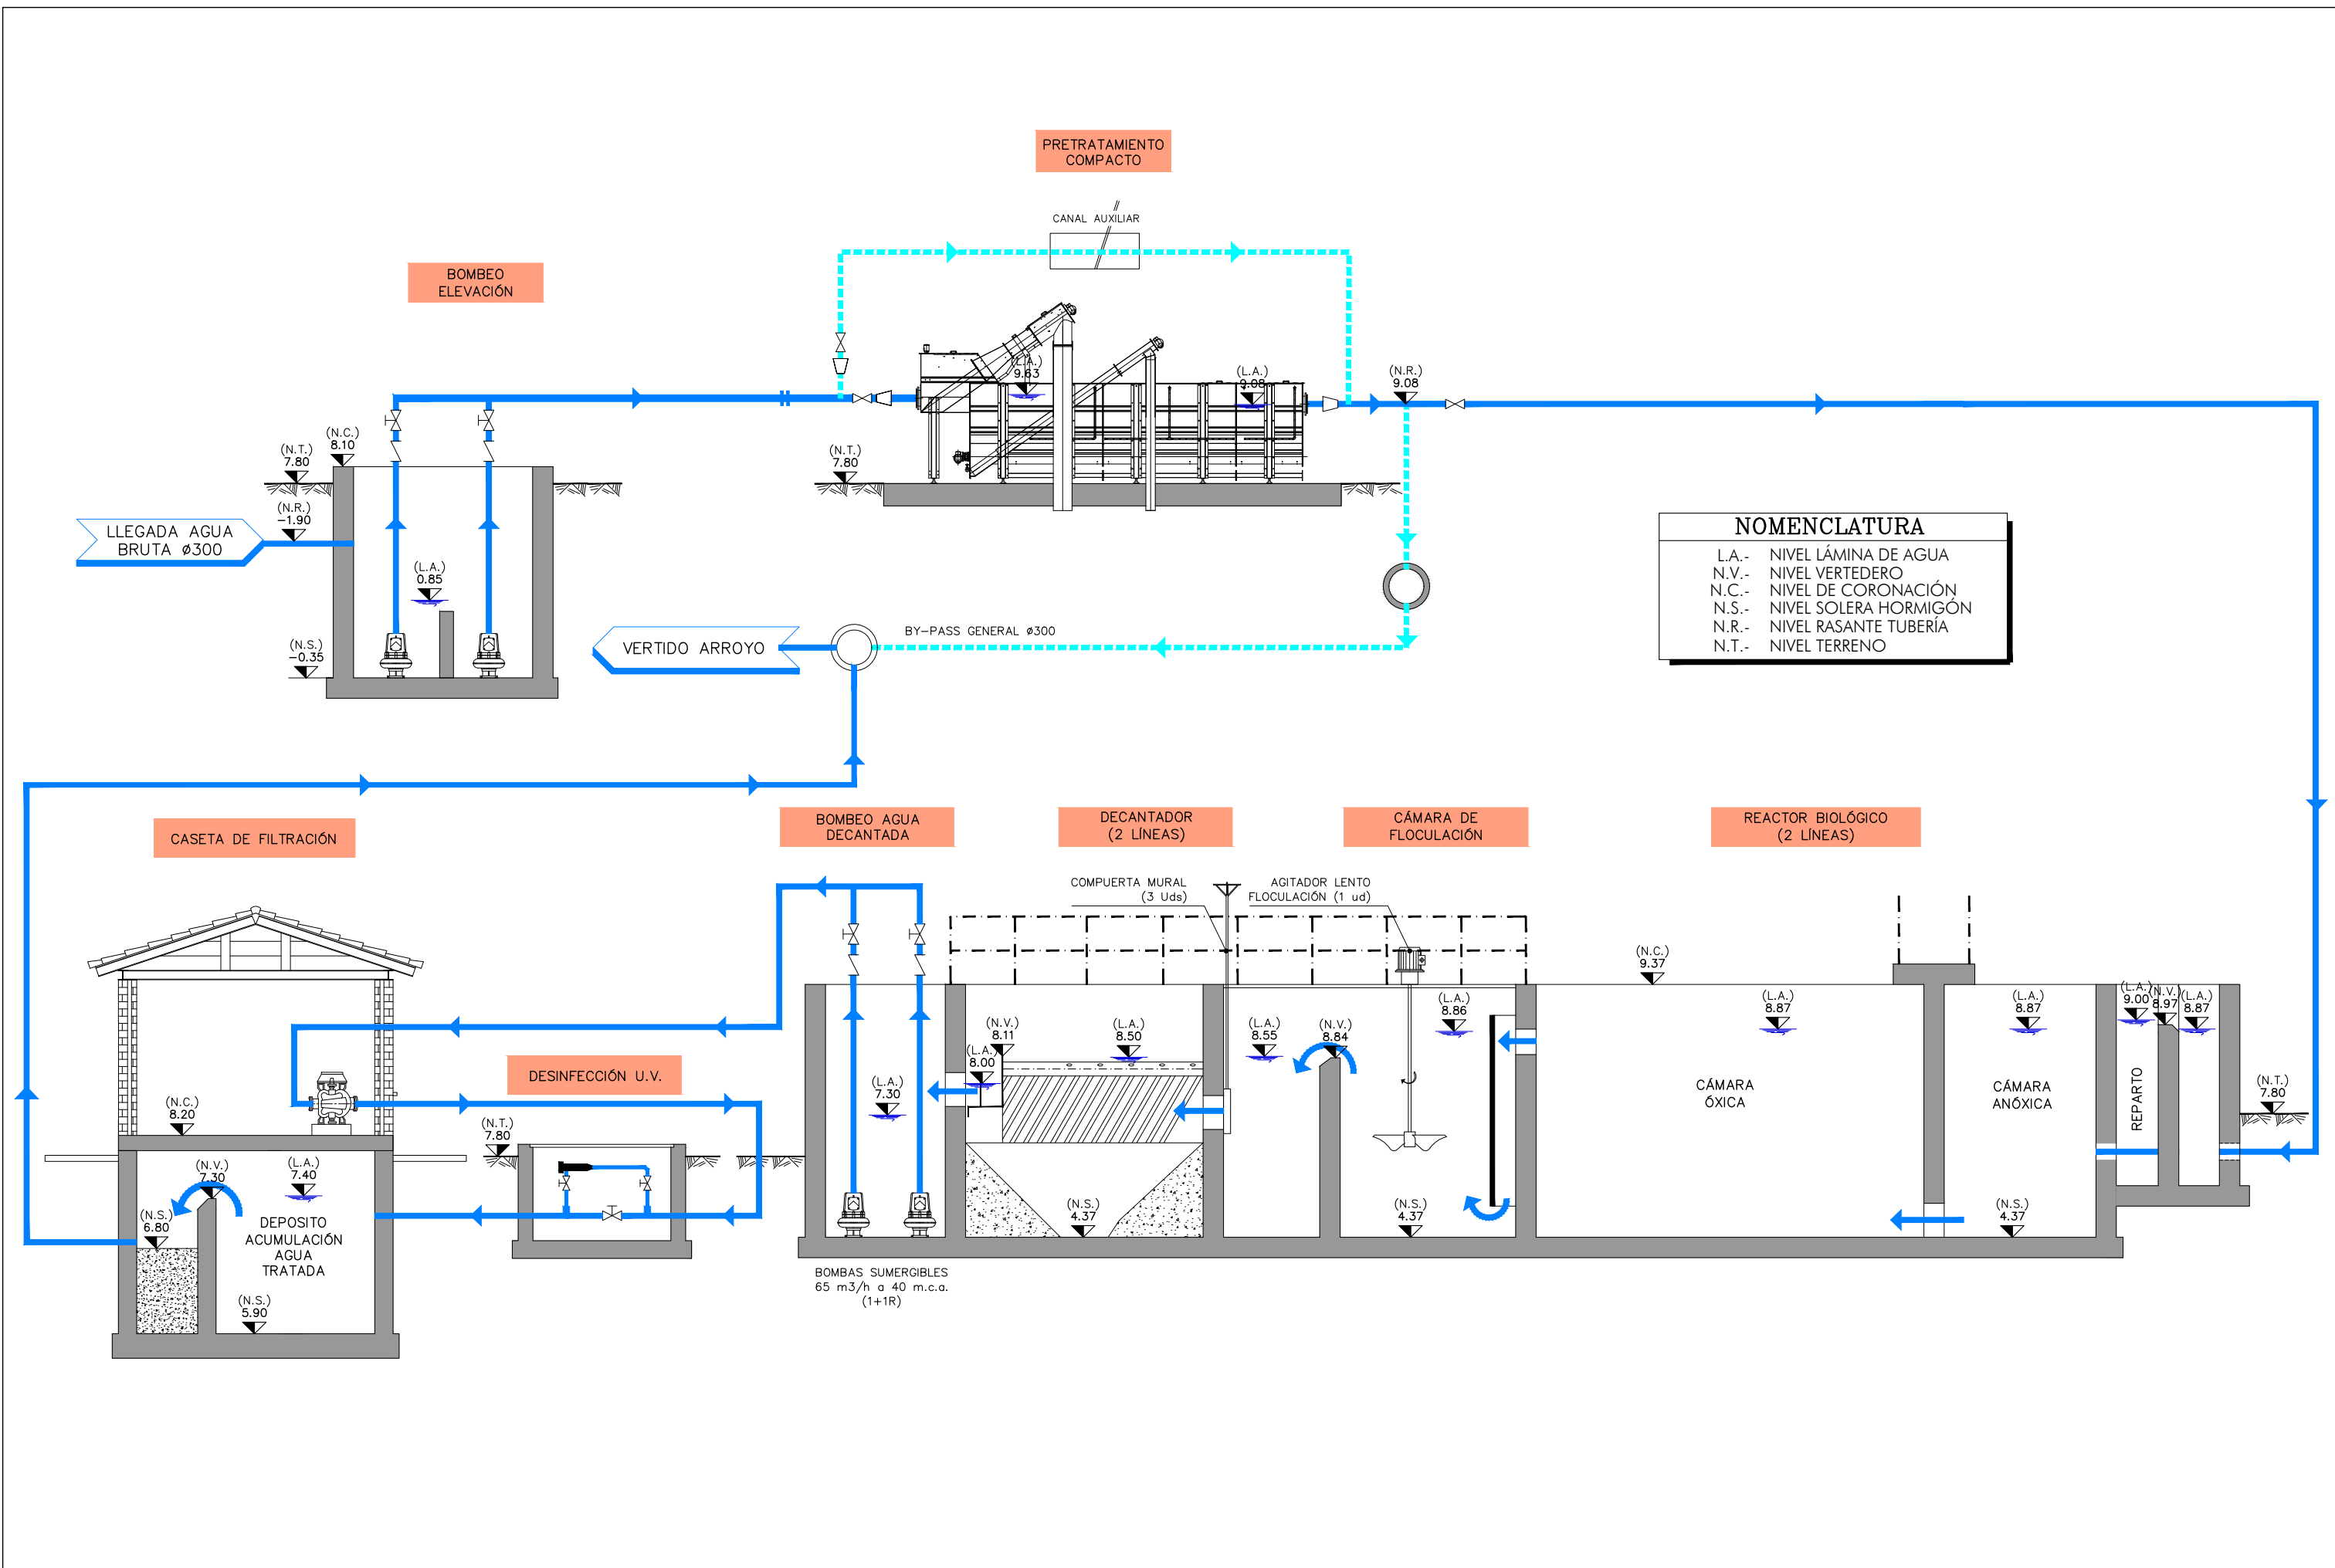 PRETRATAMIENTO
COMPACTO
CANAL AUXILIAR
BOMBEO
ELEVACIÓN
(L.A.)
9.63
(L.A.)
9.08
(N.R.)
9.08
(N.T.)
7.80
(N.C.)
8.10
(N.T.)
7.80
(N.R.)
-1.90
LLEGADA AGUA
BRUTA ø300
(L.A.)
0.85
(N.S.)
-0.35
NOMENCLATURA
L.A.- NIVEL LÁMINA DE AGUA
N.V.- NIVEL VERTEDERO
N.C.- NIVEL DE CORONACIÓN
N.S.- NIVEL SOLERA HORMIGÓN
N.R.- NIVEL RASANTE TUBERÍA
N.T.- NIVEL TERRENO
VERTIDO ARROYO
BY-PASS GENERAL ø300
CASETA DE FILTRACIÓN
BOMBEO AGUA
DECANTADA
DECANTADOR
(2 LÍNEAS)
CÁMARA DE
FLOCULACIÓN
REACTOR BIOLÓGICO
(2 LÍNEAS)
COMPUERTA MURAL
(3 Uds)
AGITADOR LENTO
FLOCULACIÓN (1 ud)
(N.C.)
9.37
(L.A.)
8.87
(L.A.)
8.87
(L.A.)
9.00
(N.V.)
8.97
(L.A.)
8.87
(L.A.)
8.86
(N.V.)
8.84
(L.A.)
8.55
(L.A.)
8.50
(N.V.)
8.11
(L.A.)
8.00
(L.A.)
7.30
DESINFECCIÓN U.V.
CÁMARA
ÓXICA
CÁMARA
ANÓXICA
REPARTO
(N.T.)
7.80
(N.C.)
8.20
(N.T.)
7.80
(N.V.)
7.30
(L.A.)
7.40
(N.S.)
6.80
DEPOSITO
ACUMULACIÓN
AGUA
TRATADA
(N.S.)
5.90
(N.S.)
4.37
(N.S.)
4.37
(N.S.)
4.37
BOMBAS SUMERGIBLES
65 m3/h a 40 m.c.a.
(1+1R)